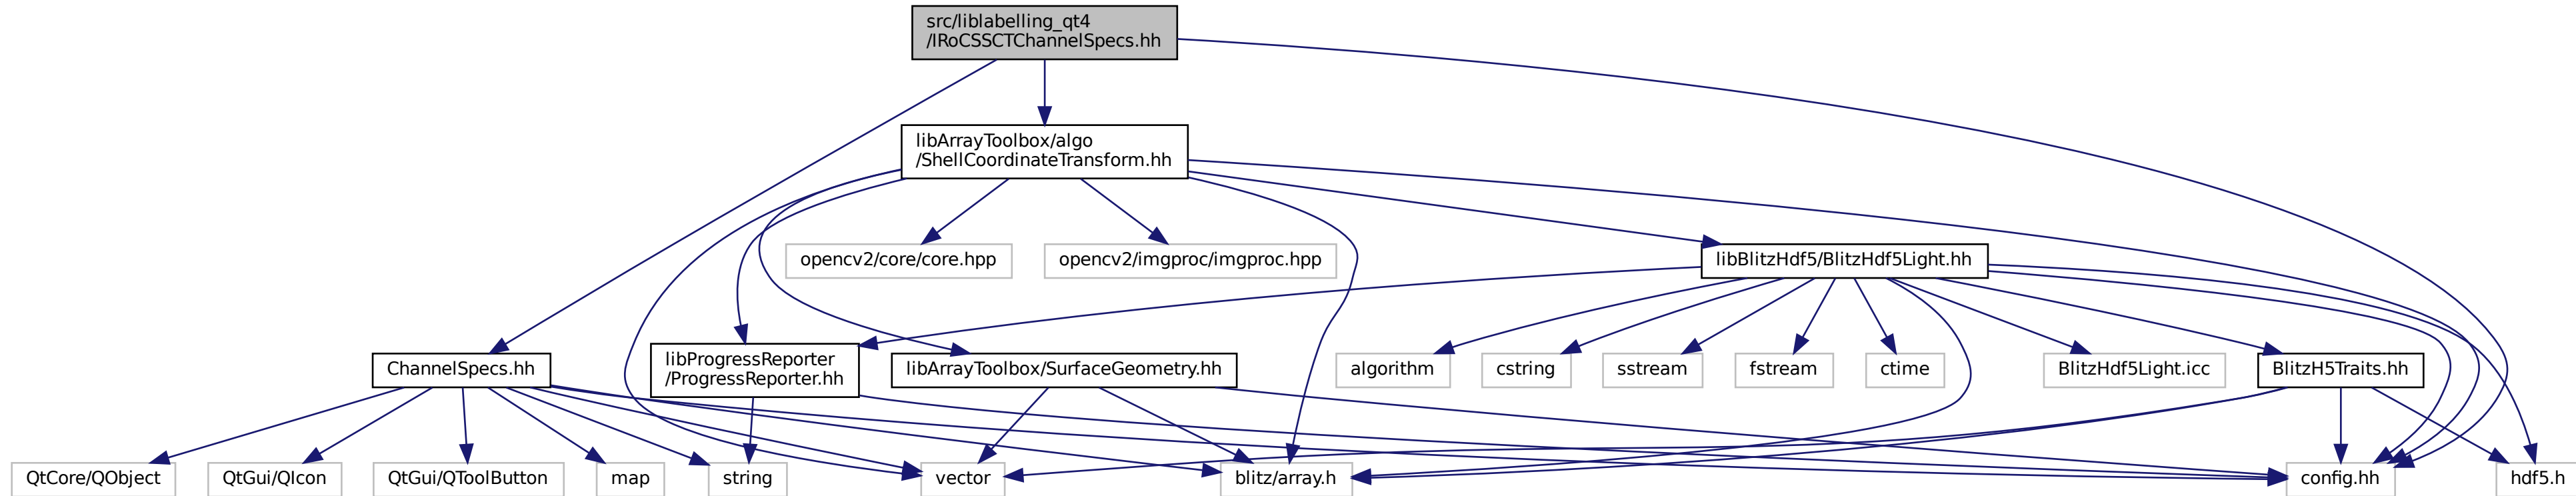 src/liblabelling_qt4
/IRoCSSCTChannelSpecs.hh
libArrayToolbox/algo
/ShellCoordinateTransform.hh
opencv2/core/core.hpp
opencv2/imgproc/imgproc.hpp
libBlitzHdf5/BlitzHdf5Light.hh
ChannelSpecs.hh
libProgressReporter
/ProgressReporter.hh
libArrayToolbox/SurfaceGeometry.hh
algorithm
cstring
sstream
fstream
ctime
BlitzHdf5Light.icc
BlitzH5Traits.hh
QtCore/QObject
QtGui/QIcon
QtGui/QToolButton
map
string
vector
blitz/array.h
config.hh
hdf5.h